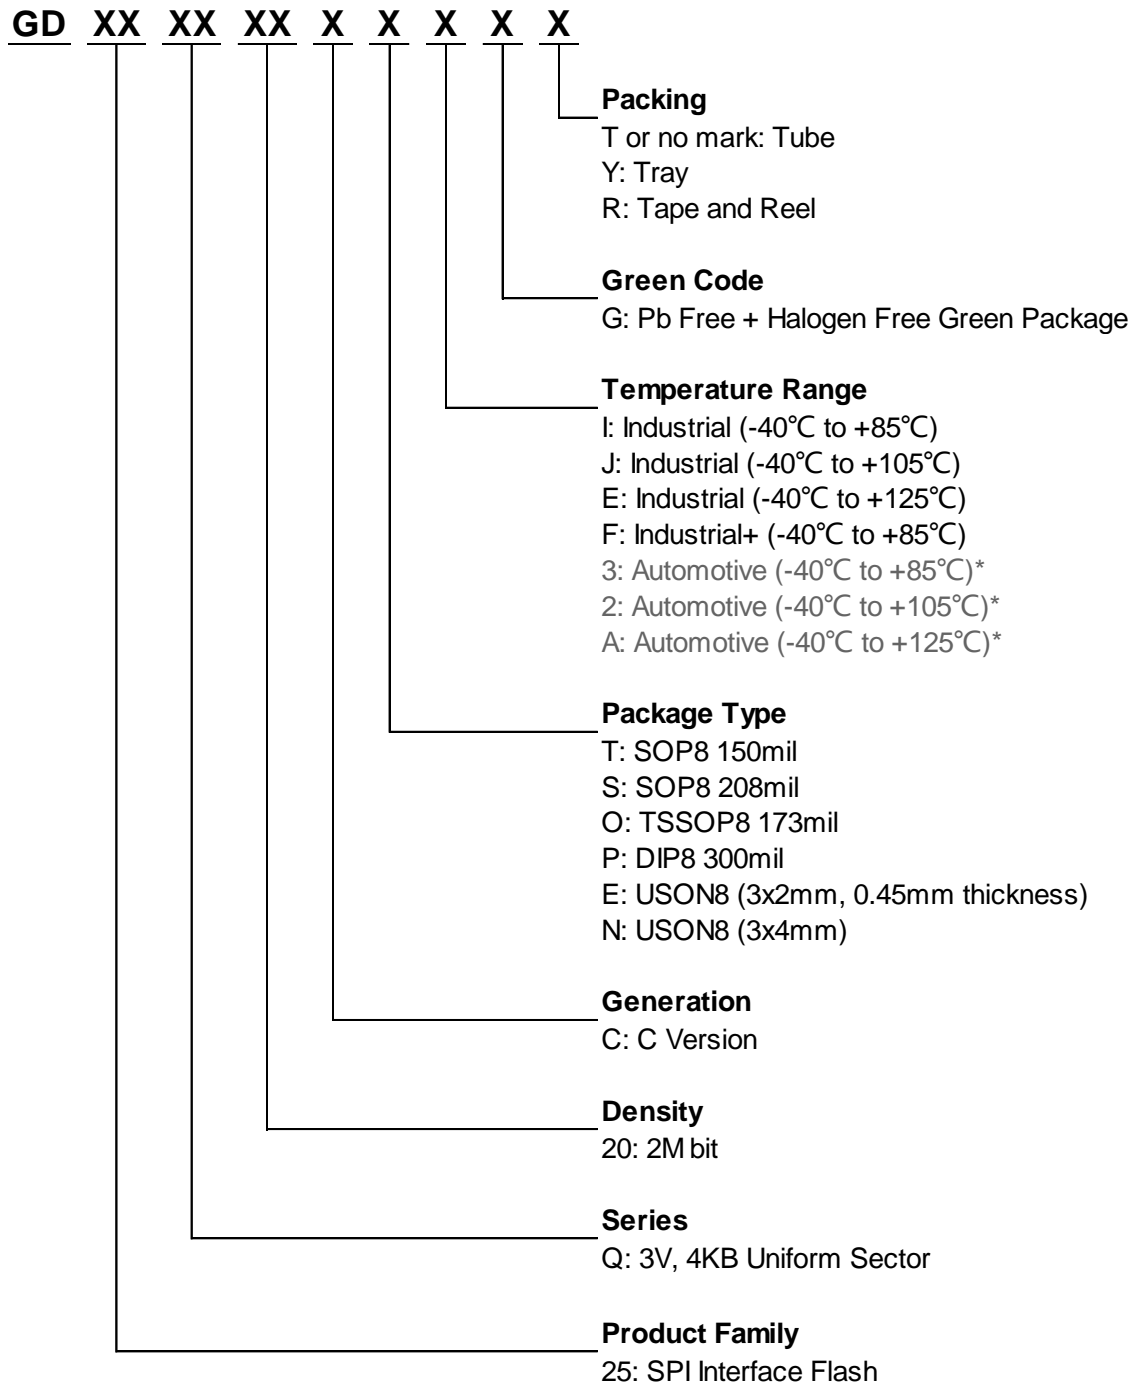 GD XX XX XX X X X X X
Packing
T or no mark: Tube
Y: Tray
R: Tape and Reel
Green Code
G: Pb Free + Halogen Free Green Package
Temperature Range
I: Industrial (-40℃ to +85℃)
J: Industrial (-40℃ to +105℃)
E: Industrial (-40℃ to +125℃)
F: Industrial+ (-40℃ to +85℃)
3: Automotive (-40℃ to +85℃)*
2: Automotive (-40℃ to +105℃)*
A: Automotive (-40℃ to +125℃)*
Package Type
T: SOP8 150mil
S: SOP8 208mil
O: TSSOP8 173mil
P: DIP8 300mil
E: USON8 (3x2mm, 0.45mm thickness)
N: USON8 (3x4mm)
Generation
C: C Version
Density
20: 2M bit
Series
Q: 3V, 4KB Uniform Sector
Product Family
25: SPI Interface Flash